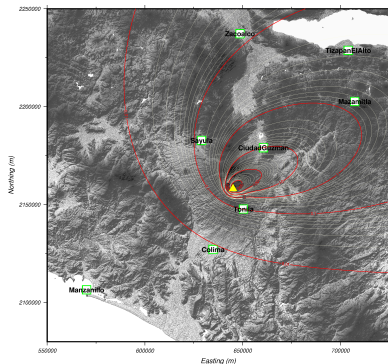 2250000
Zacoalco
TizapanElAlto
2200000
Mazamitla
Sayula
CiudadGuzman
Northing (m)
2150000
Tonila
Colima
Manzanillo
2100000
550000 600000 650000 700000
Easting (m)